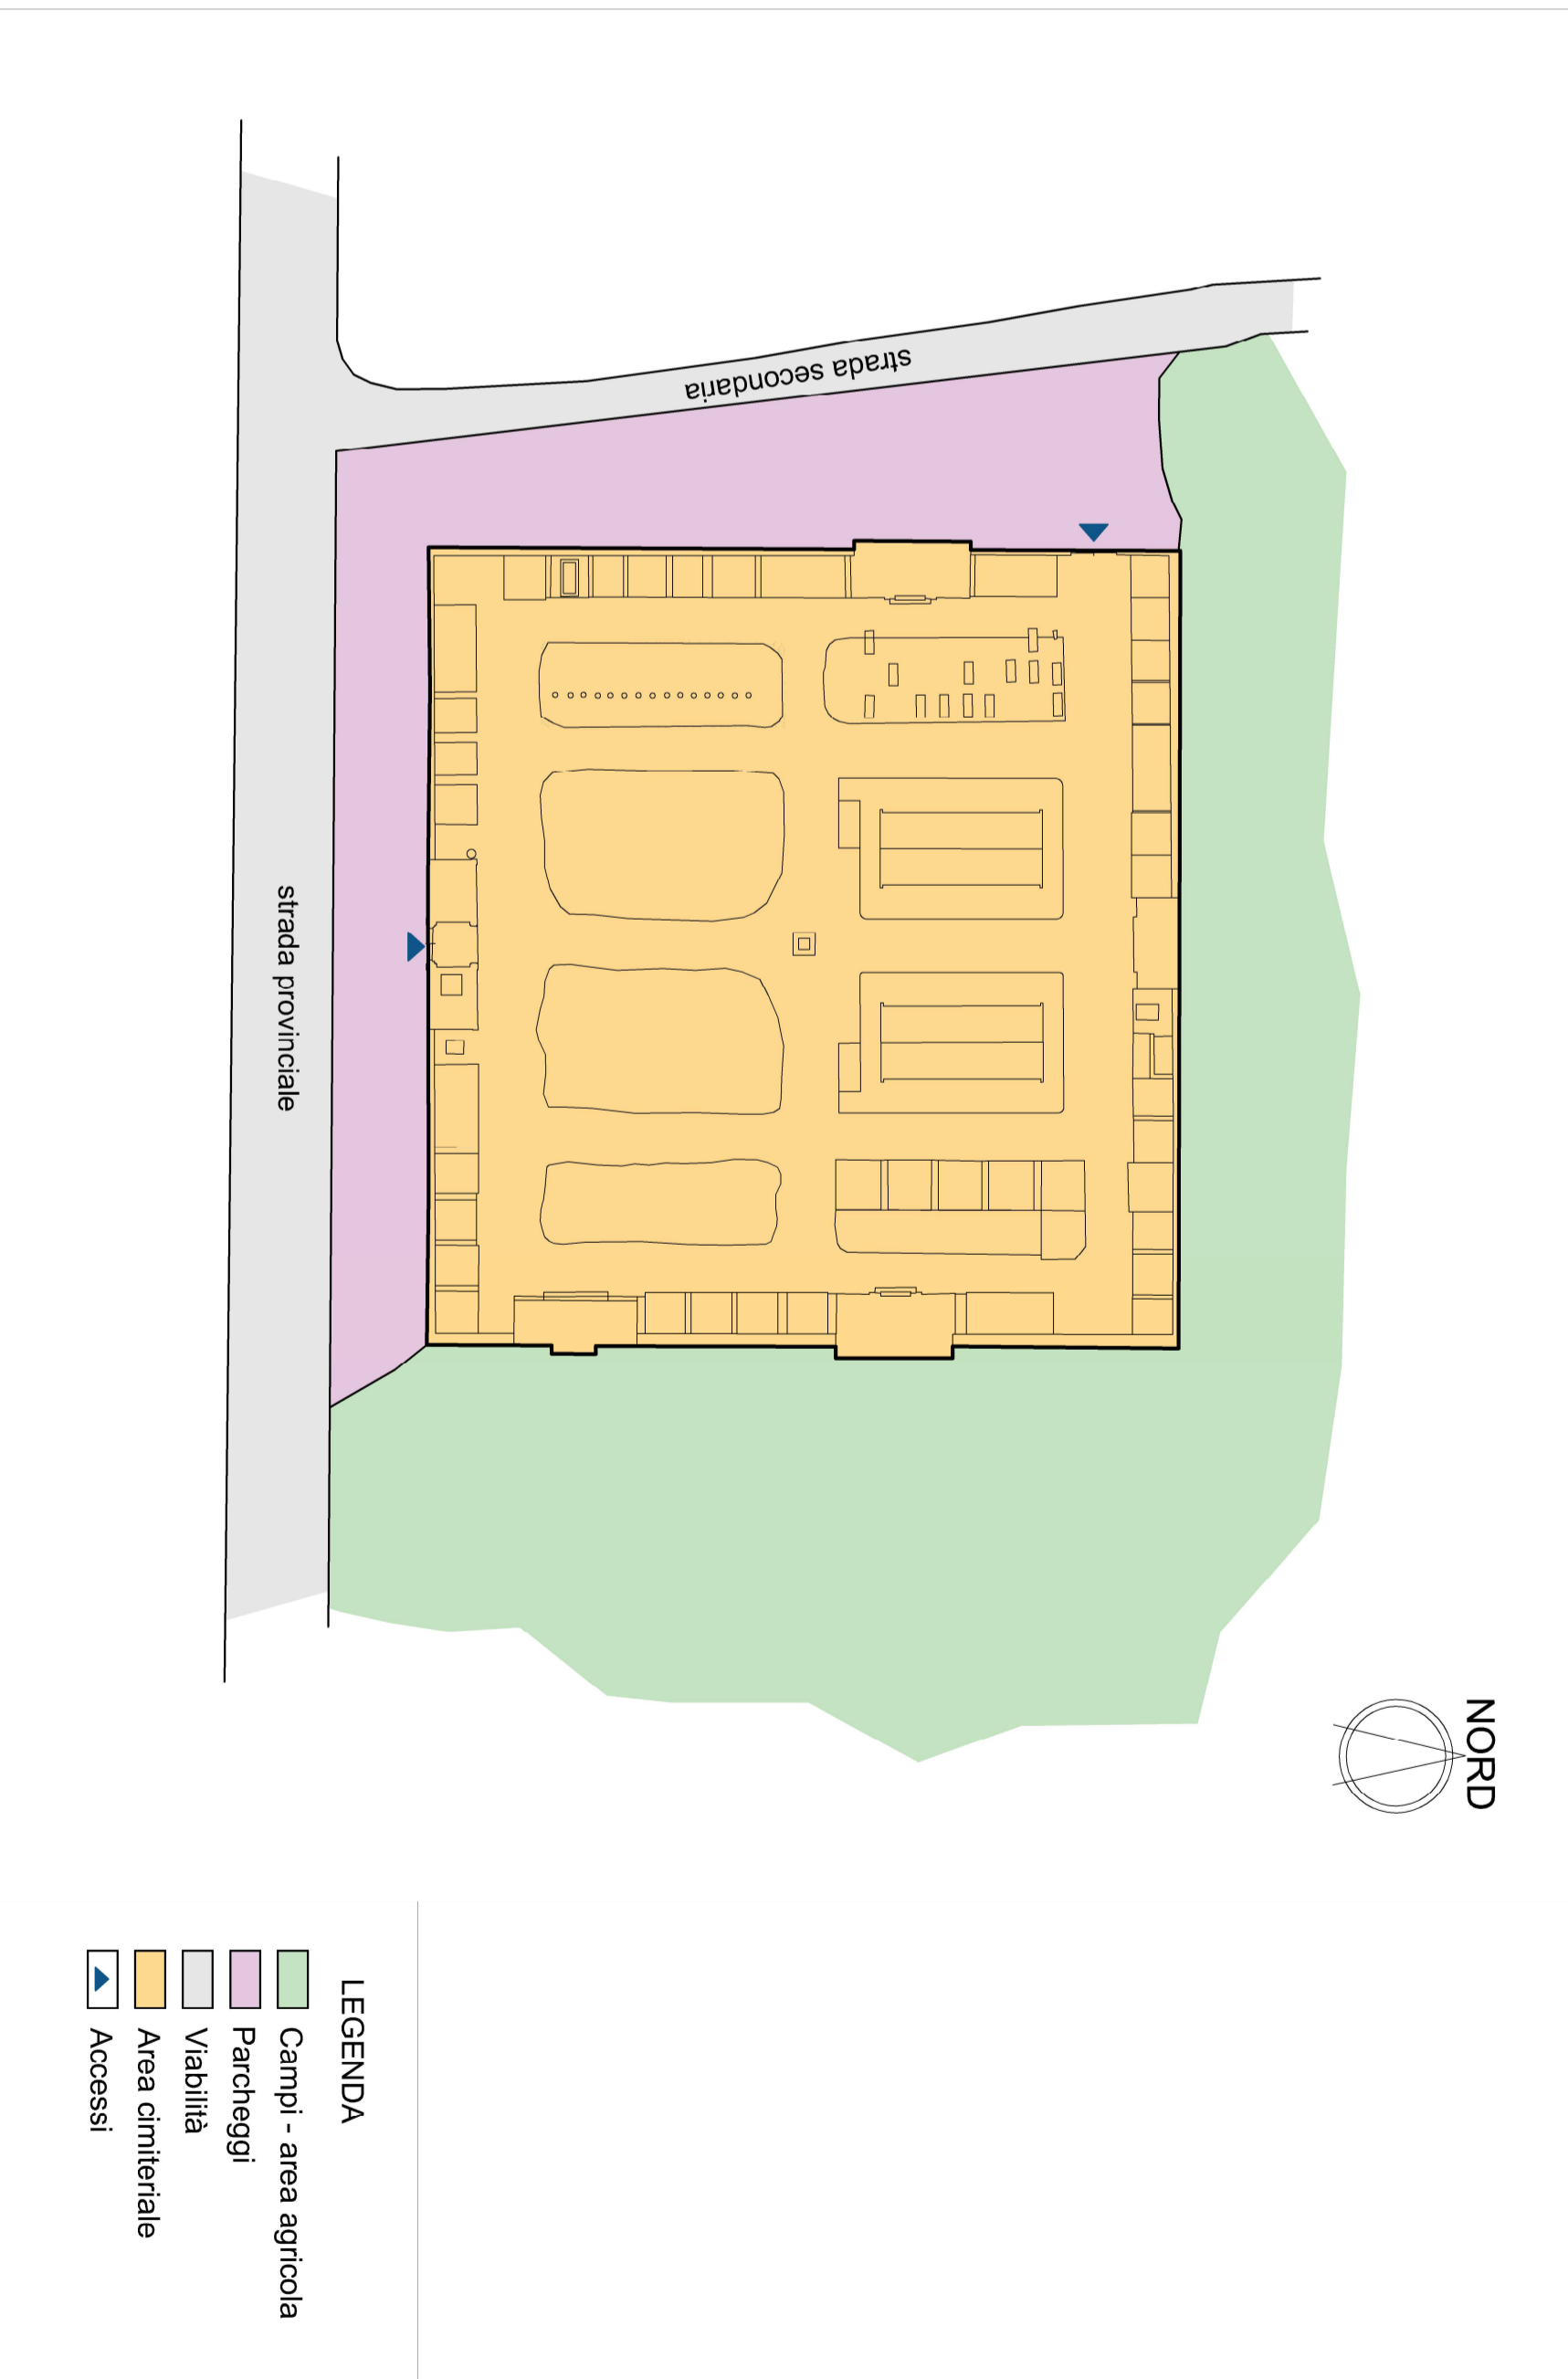 strada secondaria
strada provinciale
NORD
LEGENDA
Campi - area agricola
Parcheggi
Viabilità
Area cimiteriale
Accessi